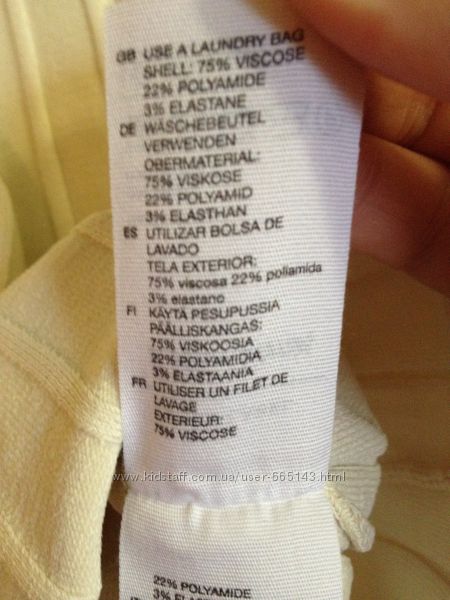 GB USE A LAUNDRY BAG
SHELL: 75% VISCOSE
22% POLYAMIDE
3% ELASTANE
DE WÄSCHEBEUTEL
VERWENDEN
OBERMATERIAL:
75% VISKOSE
22% POLYAMID
3% ELASTHAN
ES UTILIZAR BOLSA DE
LAVADO
TELA EXTERIOR:
75% viscosa 22% poliamida
3% elastano
FI KÄYTÄ PESUPUSSIA
PÄÄLLISKANGAS:
75% VISKOOSIA
22% POLYAMIDIA
3% ELASTAANIA
FR UTILISER UN FILET DE
LAVAGE
EXTERIEUR:
75% VISCOSE
www.kidstaff.com.ua/user-665143.html
22% POLYAMIDE
3% ELAS